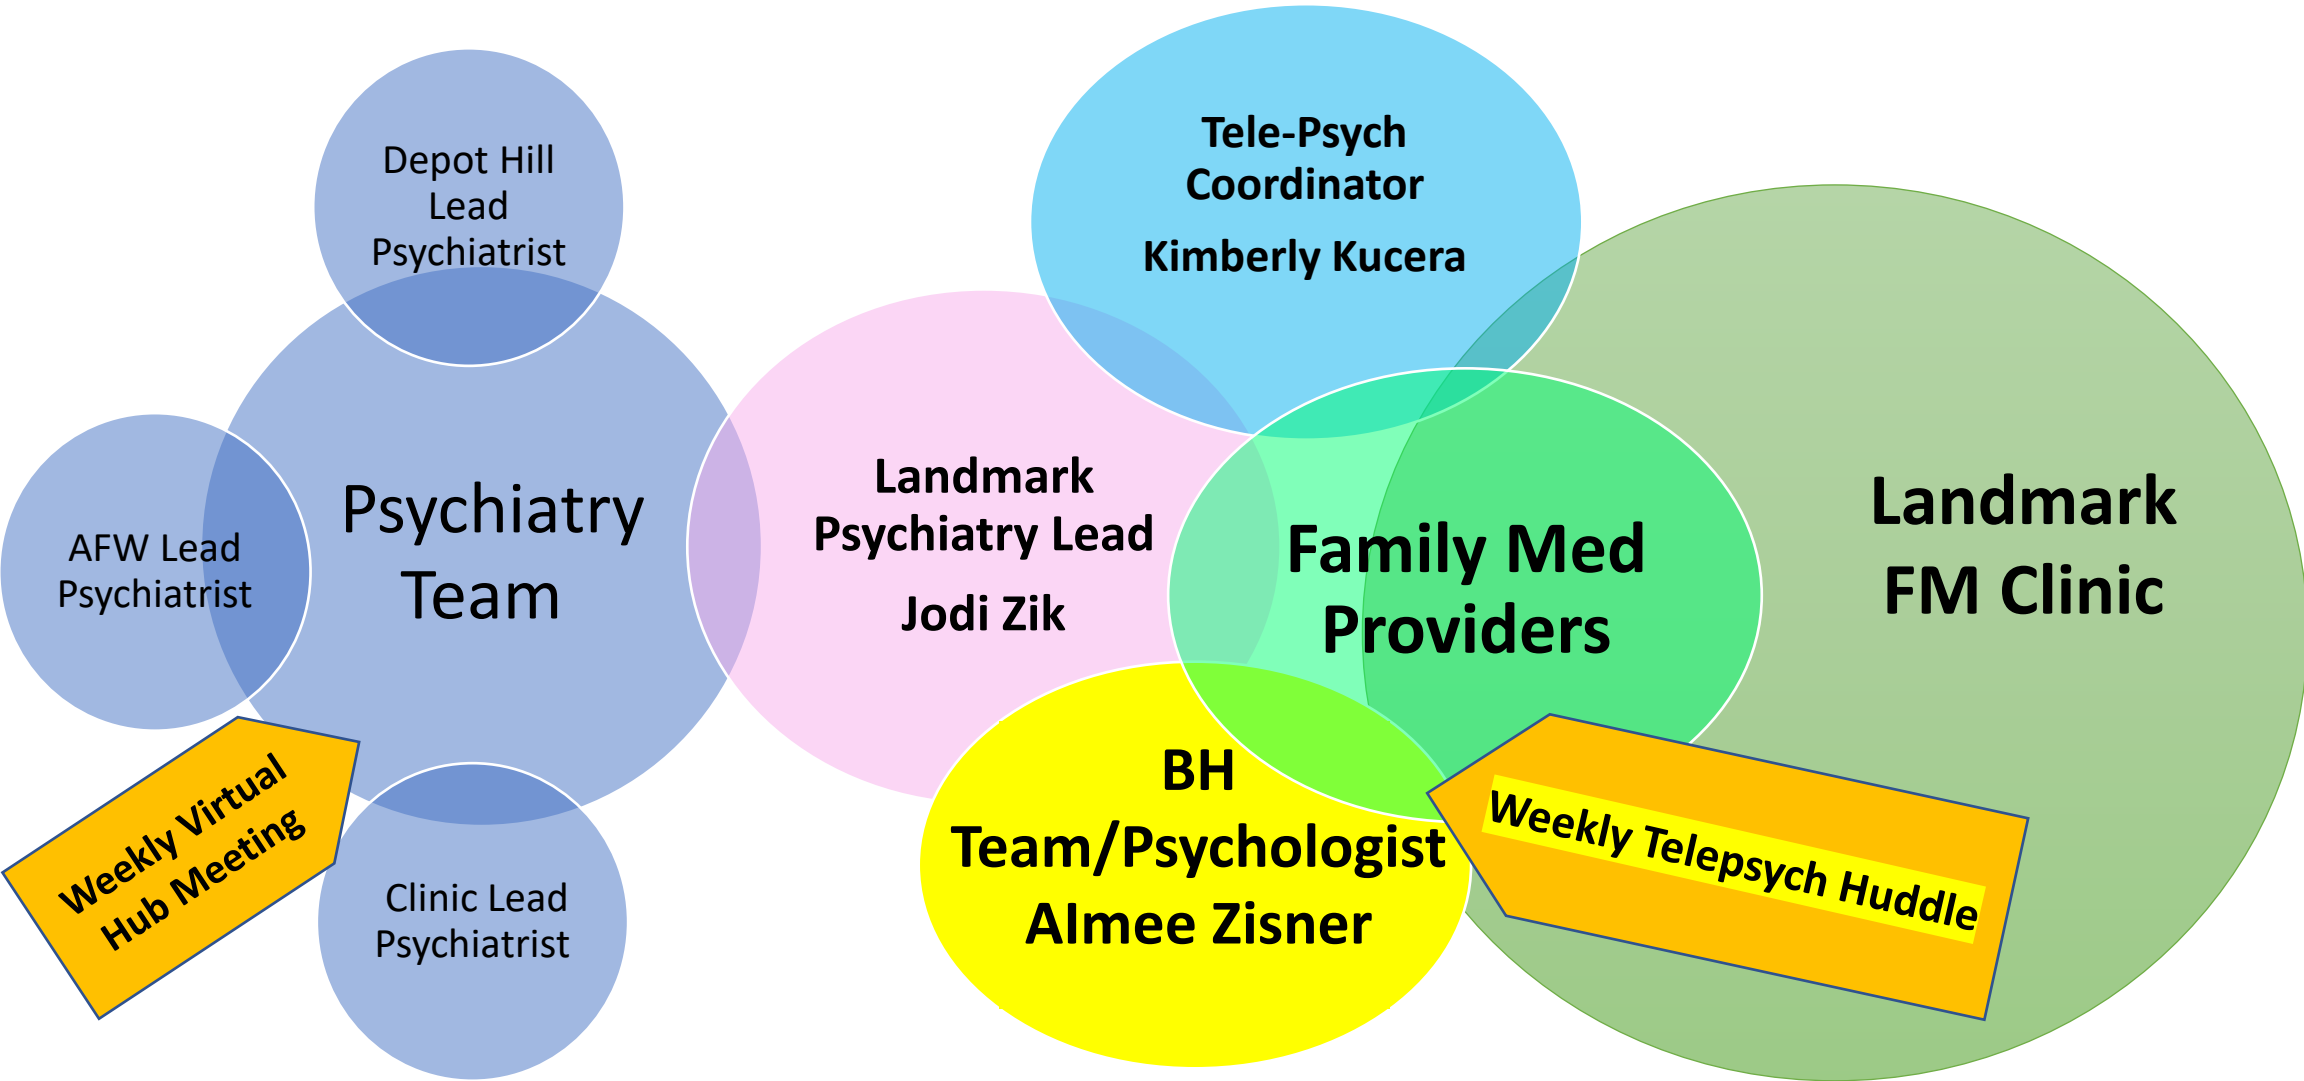 Depot Hill
Lead
Psychiatrist
AFW Lead
Psychiatrist
Psychiatry
Team
Clinic Lead
Psychiatrist
Weekly Virtual
Hub Meeting
Landmark
Psychiatry Lead
Jodi Zik
Tele-Psych
Coordinator
Kimberly Kucera
Family Med
Providers
BH
Team/Psychologist
AImee Zisner
Landmark
FM Clinic
Weekly Telepsych Huddle